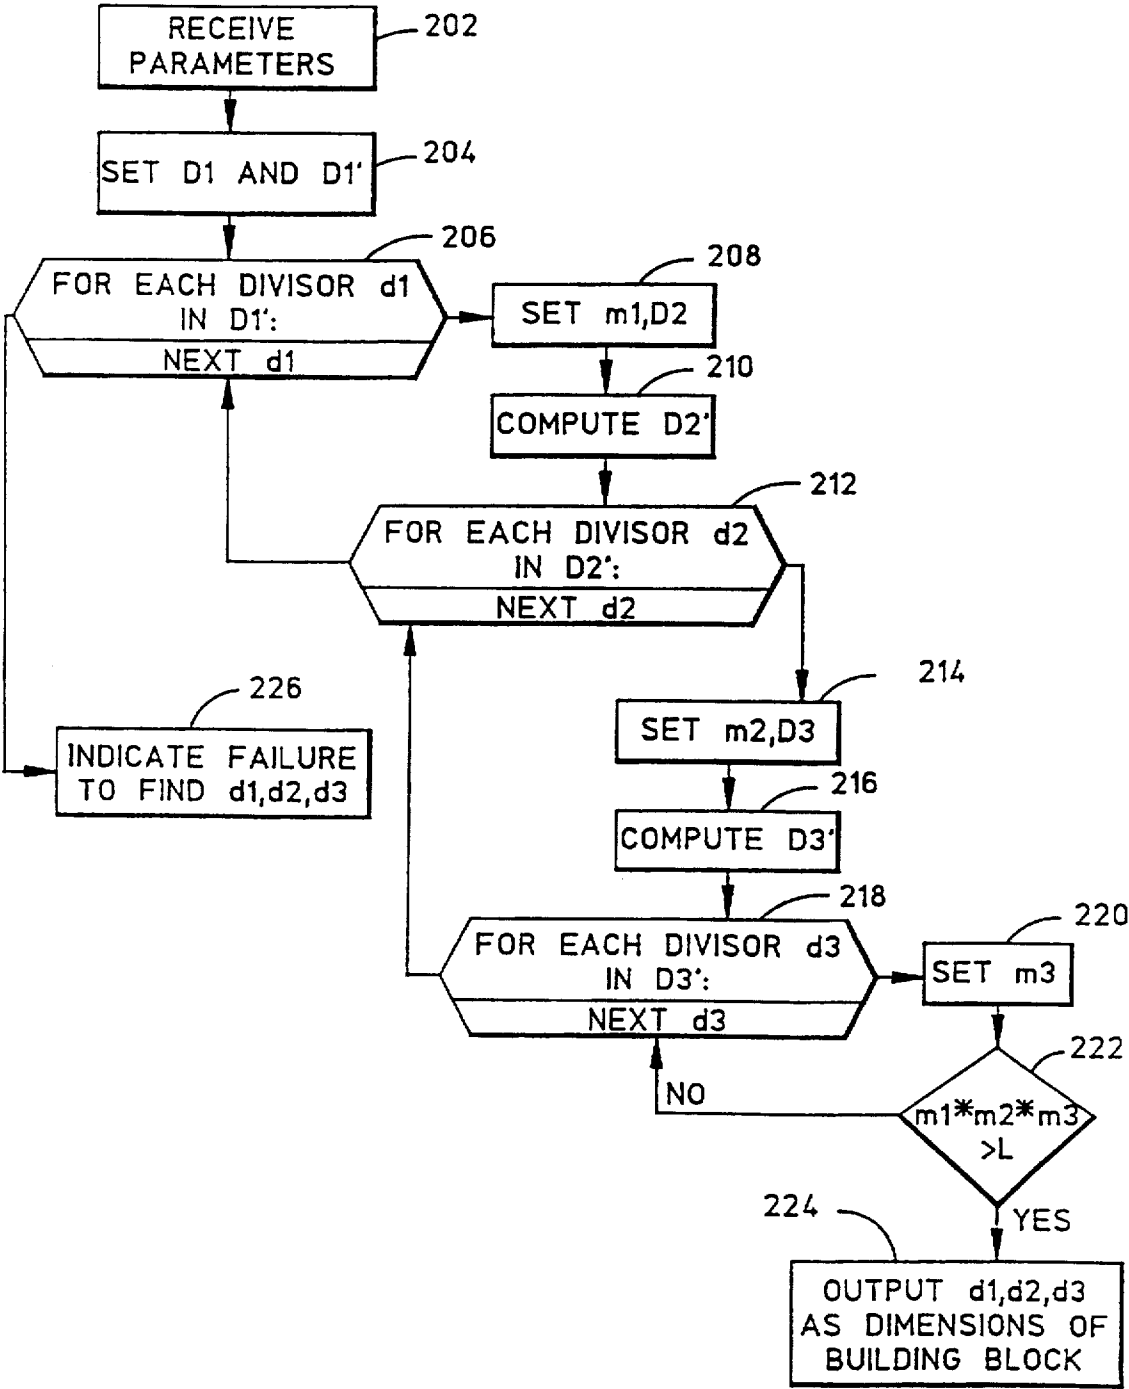 RECEIVE
PARAMETERS
202
SET D1 AND D1'
204
206
FOR EACH DIVISOR d1
IN D1':
NEXT d1
208
SET m1,D2
210
COMPUTE D2'
212
FOR EACH DIVISOR d2
IN D2':
NEXT d2
214
SET m2,D3
226
INDICATE FAILURE
TO FIND d1,d2,d3
216
COMPUTE D3'
218
FOR EACH DIVISOR d3
IN D3':
NEXT d3
220
SET m3
222
m1*m2*m3
>L
NO
YES
224
OUTPUT d1,d2,d3
AS DIMENSIONS OF
BUILDING BLOCK